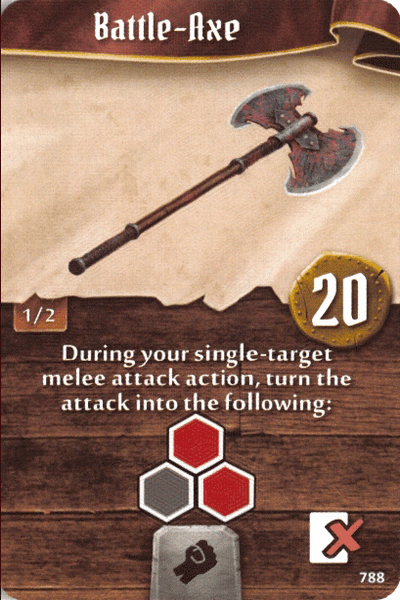 Battle-Axe
20
1/2
During your single-target
melee attack action, turn the
attack into the following:
788